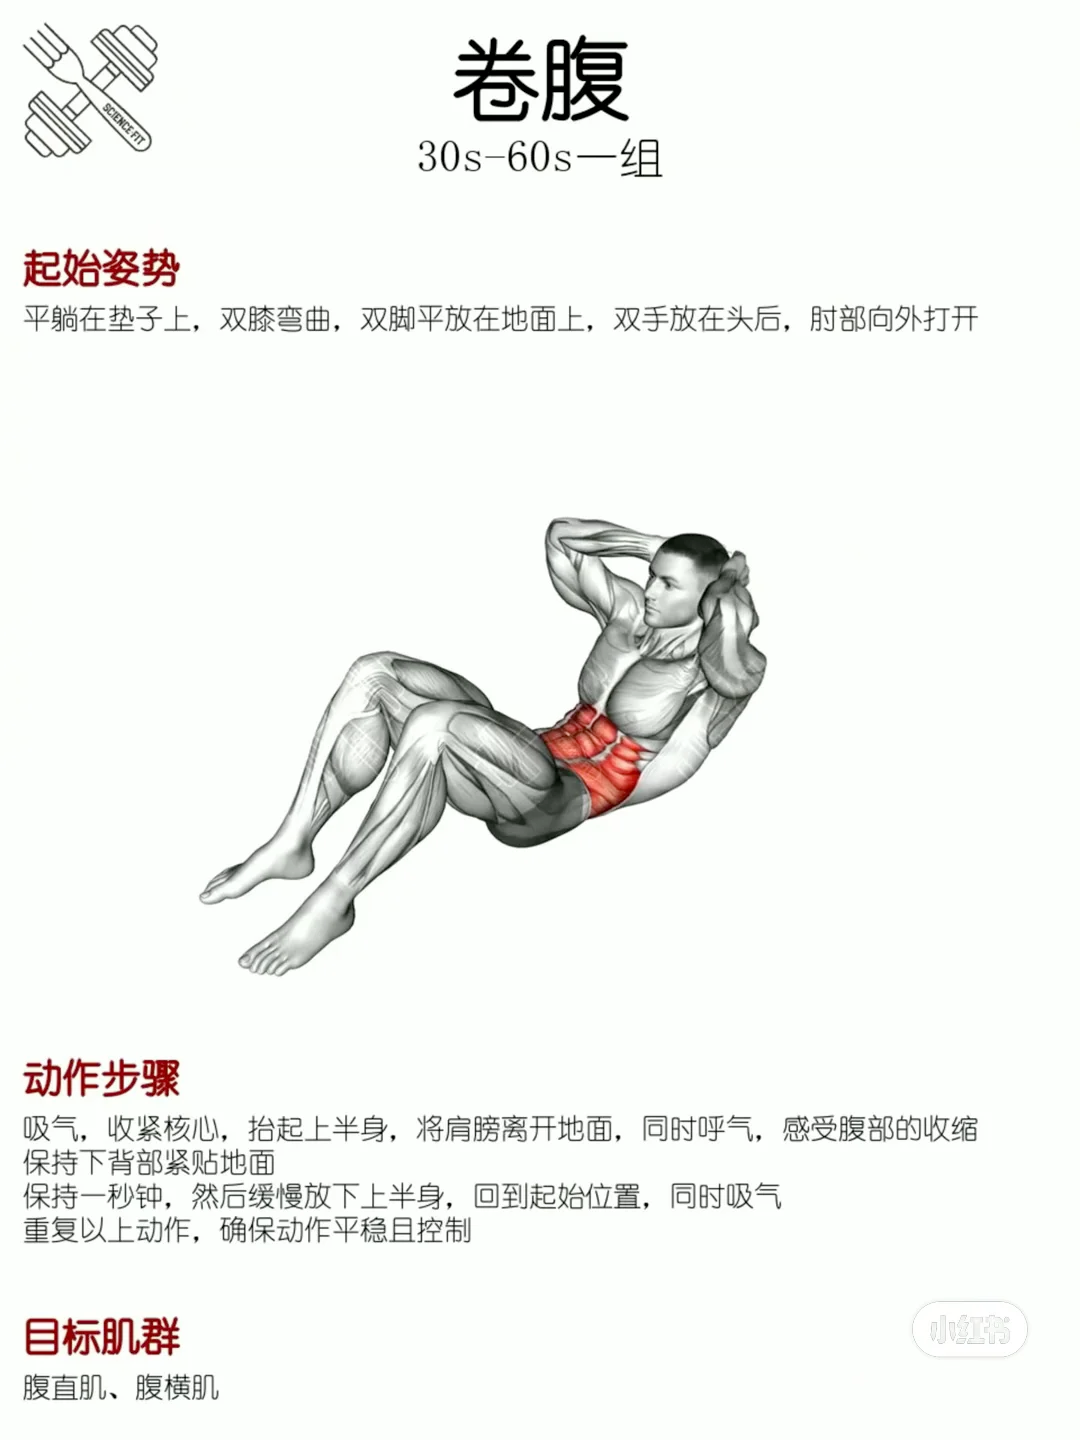 SCIENCE FIT
卷腹
30s-60s一组
起始姿势
平躺在垫子上，双膝弯曲，双脚平放在地面上，双手放在头后，肘部向外打开
动作步骤
吸气，收紧核心，抬起上半身，将肩膀离开地面，同时呼气，感受腹部的收缩
保持下背部紧贴地面
保持一秒钟，然后缓慢放下上半身，回到起始位置，同时吸气
重复以上动作，确保动作平稳且控制
目标肌群
小红书
腹直肌、腹横肌